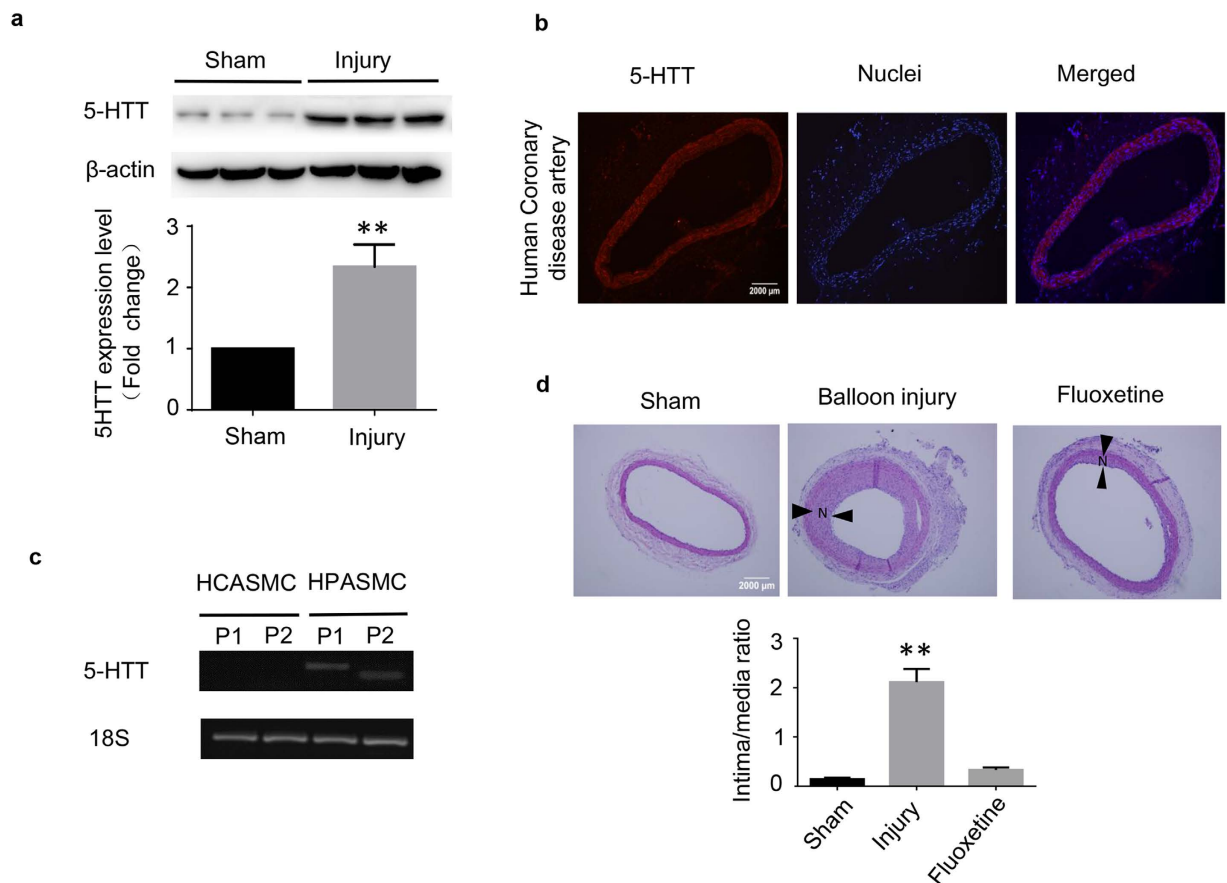 a
Sham Injury
5-HTT
β-actin
5HTT expression level
(Fold change)
3
2
1
0
**
Sham Injury
b
5-HTT Nuclei Merged
Human Coronary
disease artery
2000 µm
c
HCASMC HPASMC
P1 P2 P1 P2
5-HTT
18S
d
Sham Balloon injury Fluoxetine
N
N
2000 µm
Intima/media ratio
3
2
1
0
**
Sham
Injury
Fluoxetine